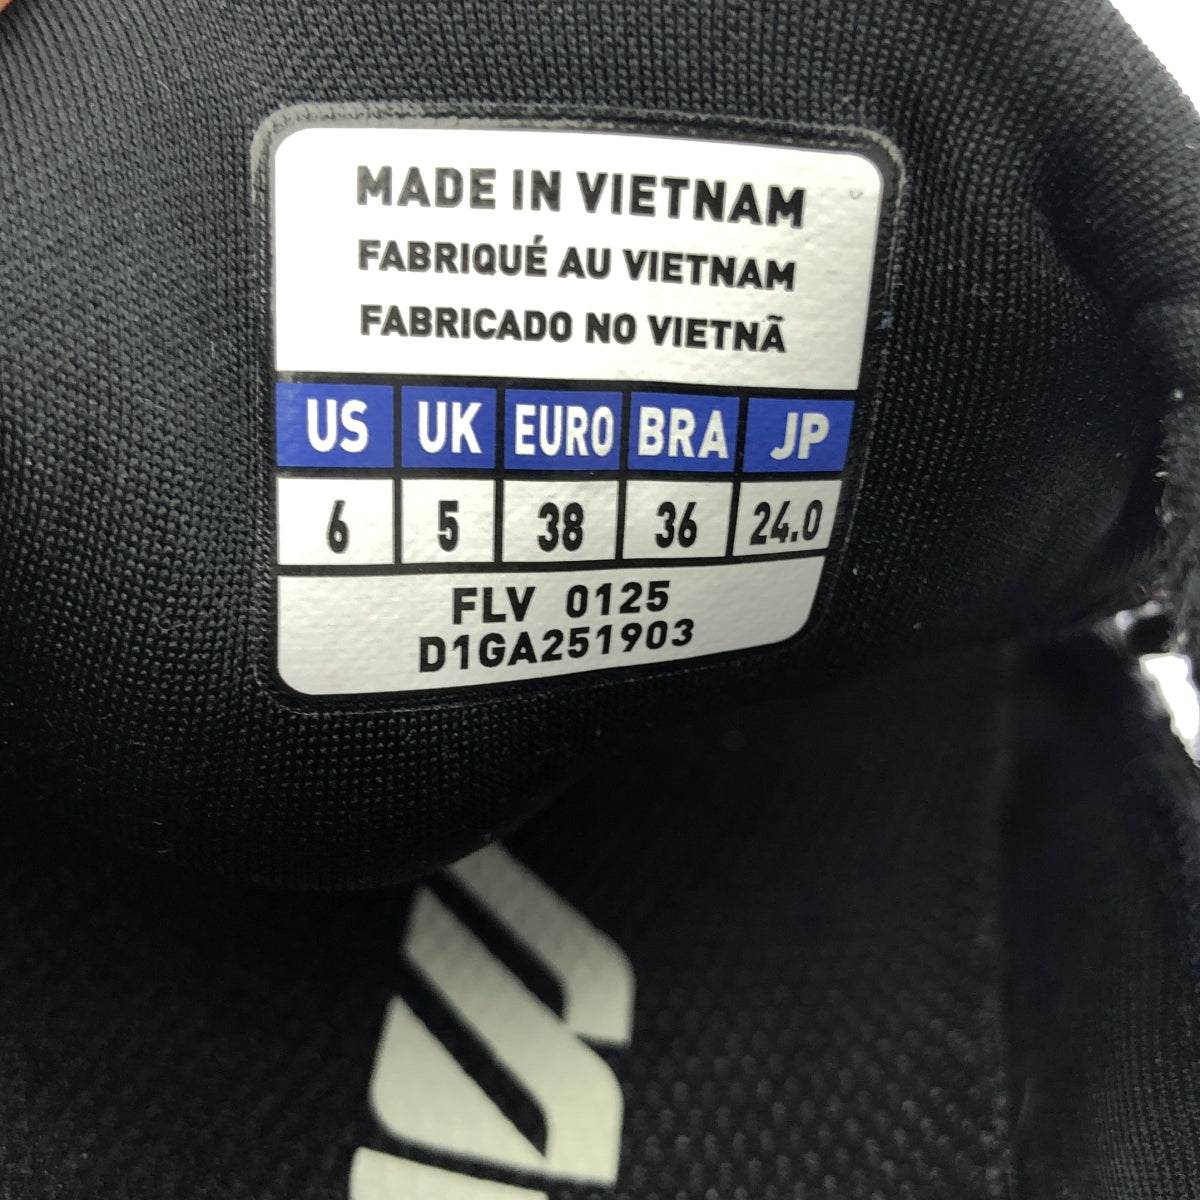 MADE IN VIETNAM
FABRIQUÉ AU VIETNAM
FABRICADO NO VIETNÃ
US UK EURO BRA JP
6 5 38 36 24.0
FLV 0125
D1GA251903